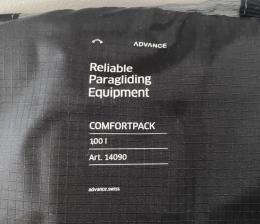 ADVANCE
Reliable
Paragliding
Equipment
COMFORTPACK
100 l
Art. 14090
advance.swiss